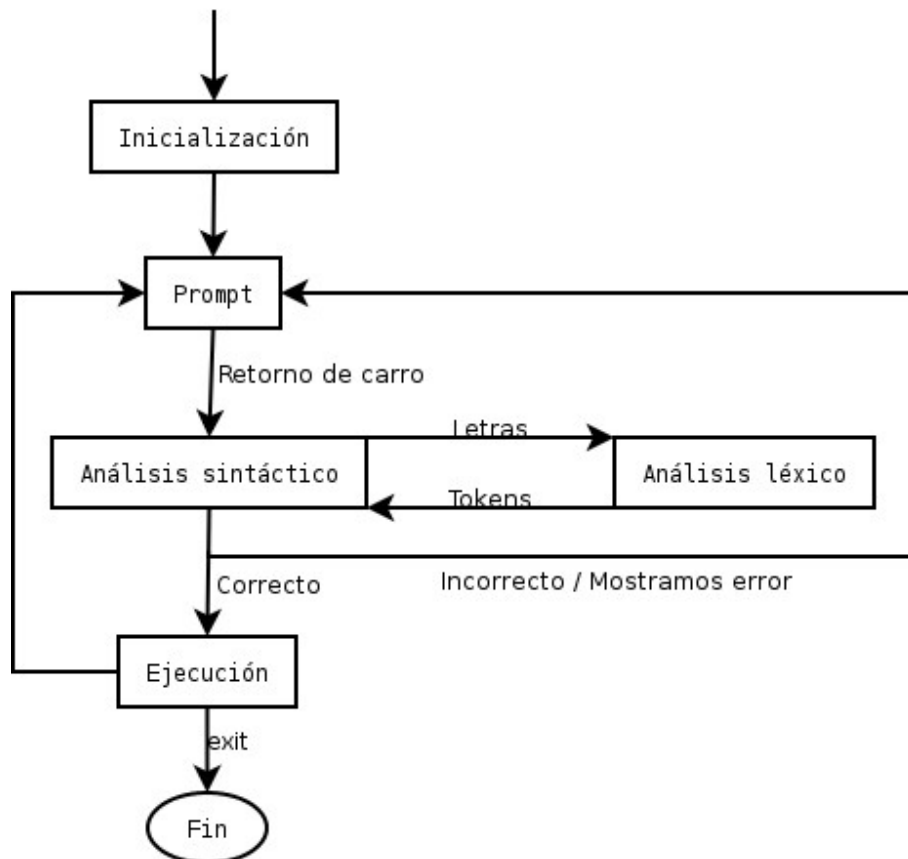 Inicialización
Prompt
Retorno de carro
Letras
Análisis sintáctico
Análisis léxico
Tokens
Correcto
Incorrecto / Mostramos error
Ejecución
exit
Fin